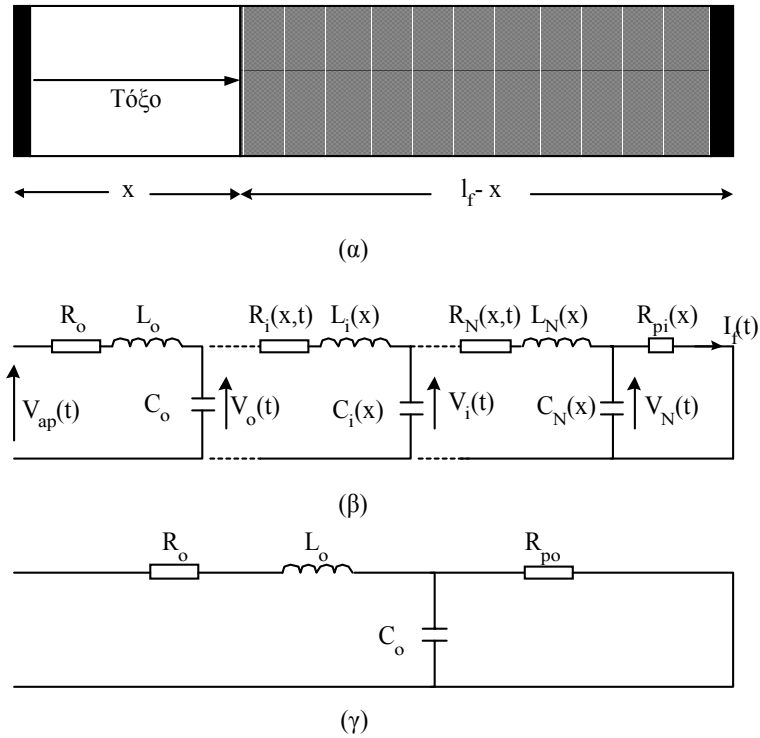 Τόξο
x
l_f - x
(α)
R_o L_o R_i(x,t) L_i(x) R_N(x,t) L_N(x) R_pi(x) I_f(t)
V_ap(t) C_o V_o(t) C_i(x) V_i(t) C_N(x) V_N(t)
(β)
R_o L_o R_po
C_o
(γ)